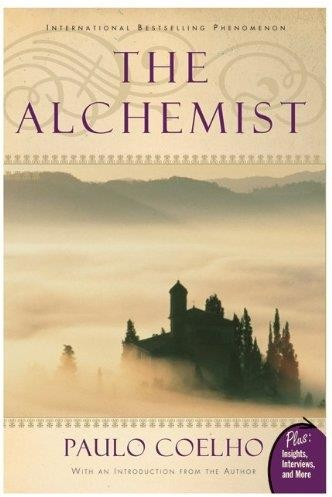 INTERNATIONAL BESTSELLING PHENOMENON
THE
ALCHEMIST
PAULO COELHO
WITH AN INTRODUCTION FROM THE AUTHOR
Plus:
Insights,
Interviews,
and More